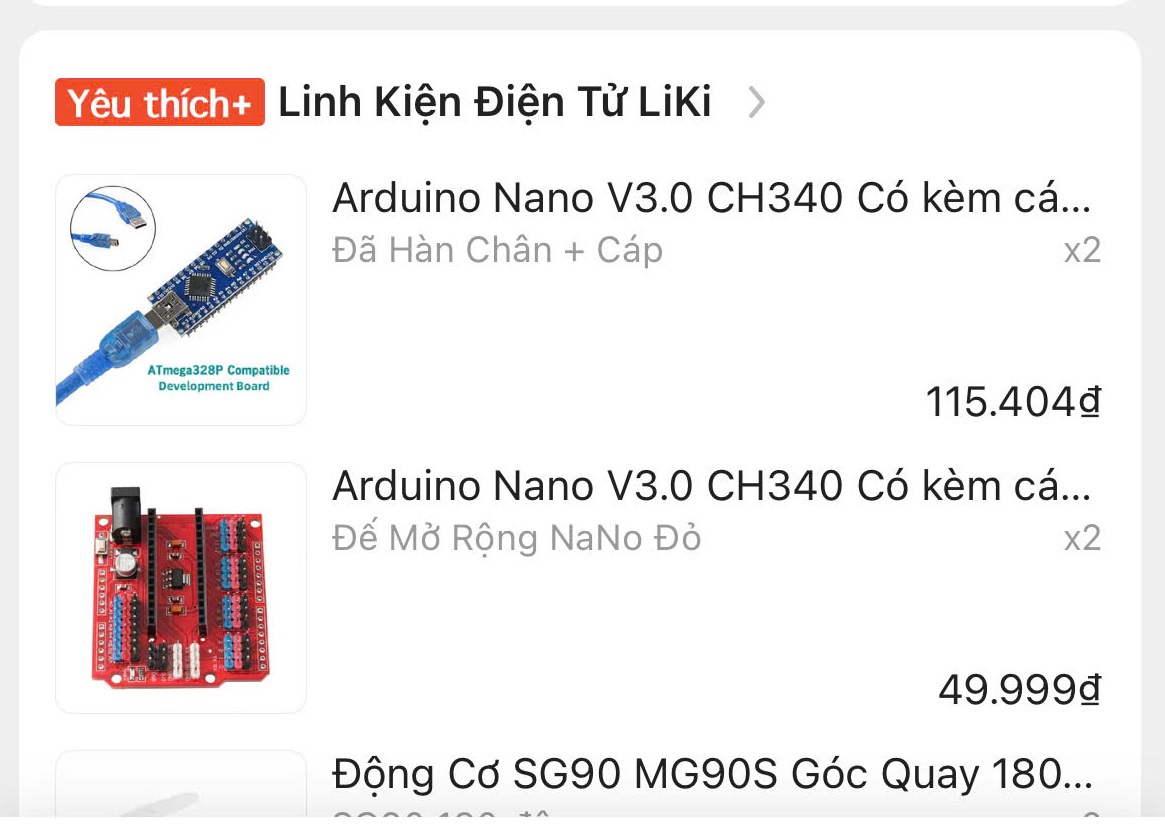 Yêu thích+ Linh Kiện Điện Tử LiKi
Arduino Nano V3.0 CH340 Có kèm cá...
Đã Hàn Chân + Cáp x2
ATmega328P Compatible
Development Board
115.404₫
Arduino Nano V3.0 CH340 Có kèm cá...
Đế Mở Rộng NaNo Đỏ x2
49.999₫
Động Cơ SG90 MG90S Góc Quay 180...